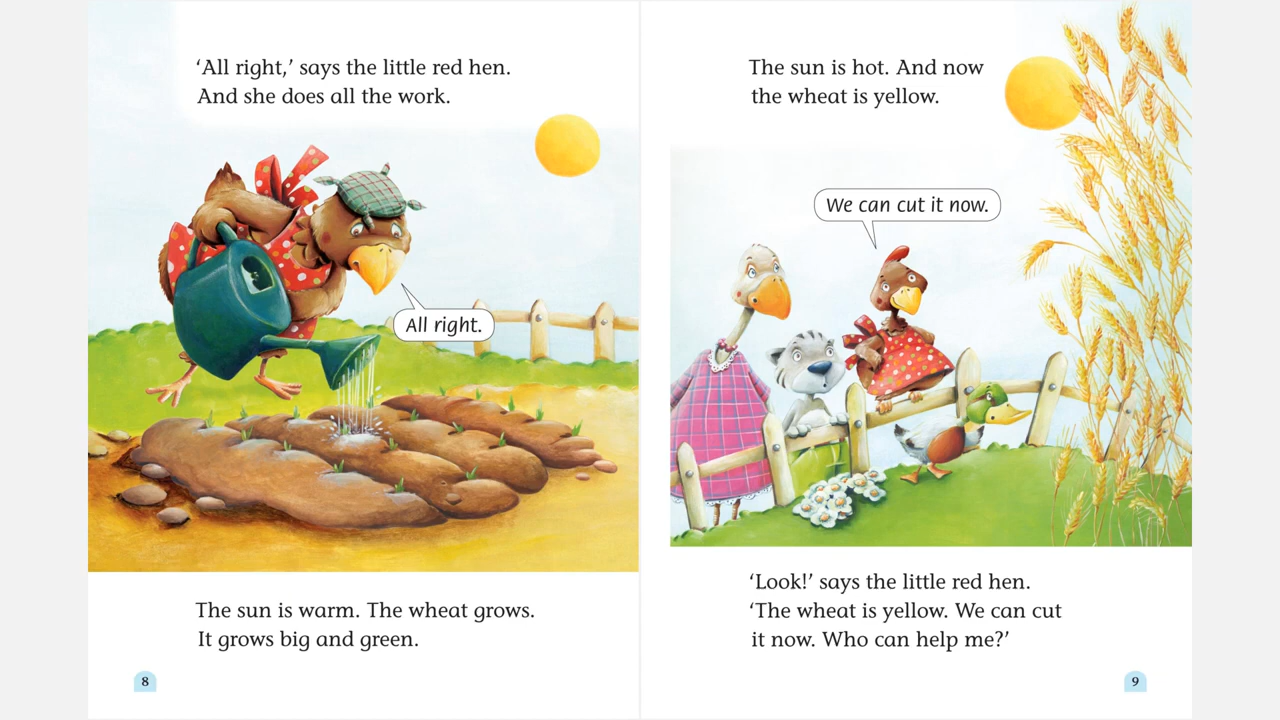 ‘All right,’ says the little red hen.
And she does all the work.
All right.
The sun is warm. The wheat grows.
It grows big and green.
8
The sun is hot. And now
the wheat is yellow.
We can cut it now.
‘Look!’ says the little red hen.
‘The wheat is yellow. We can cut
it now. Who can help me?’
9